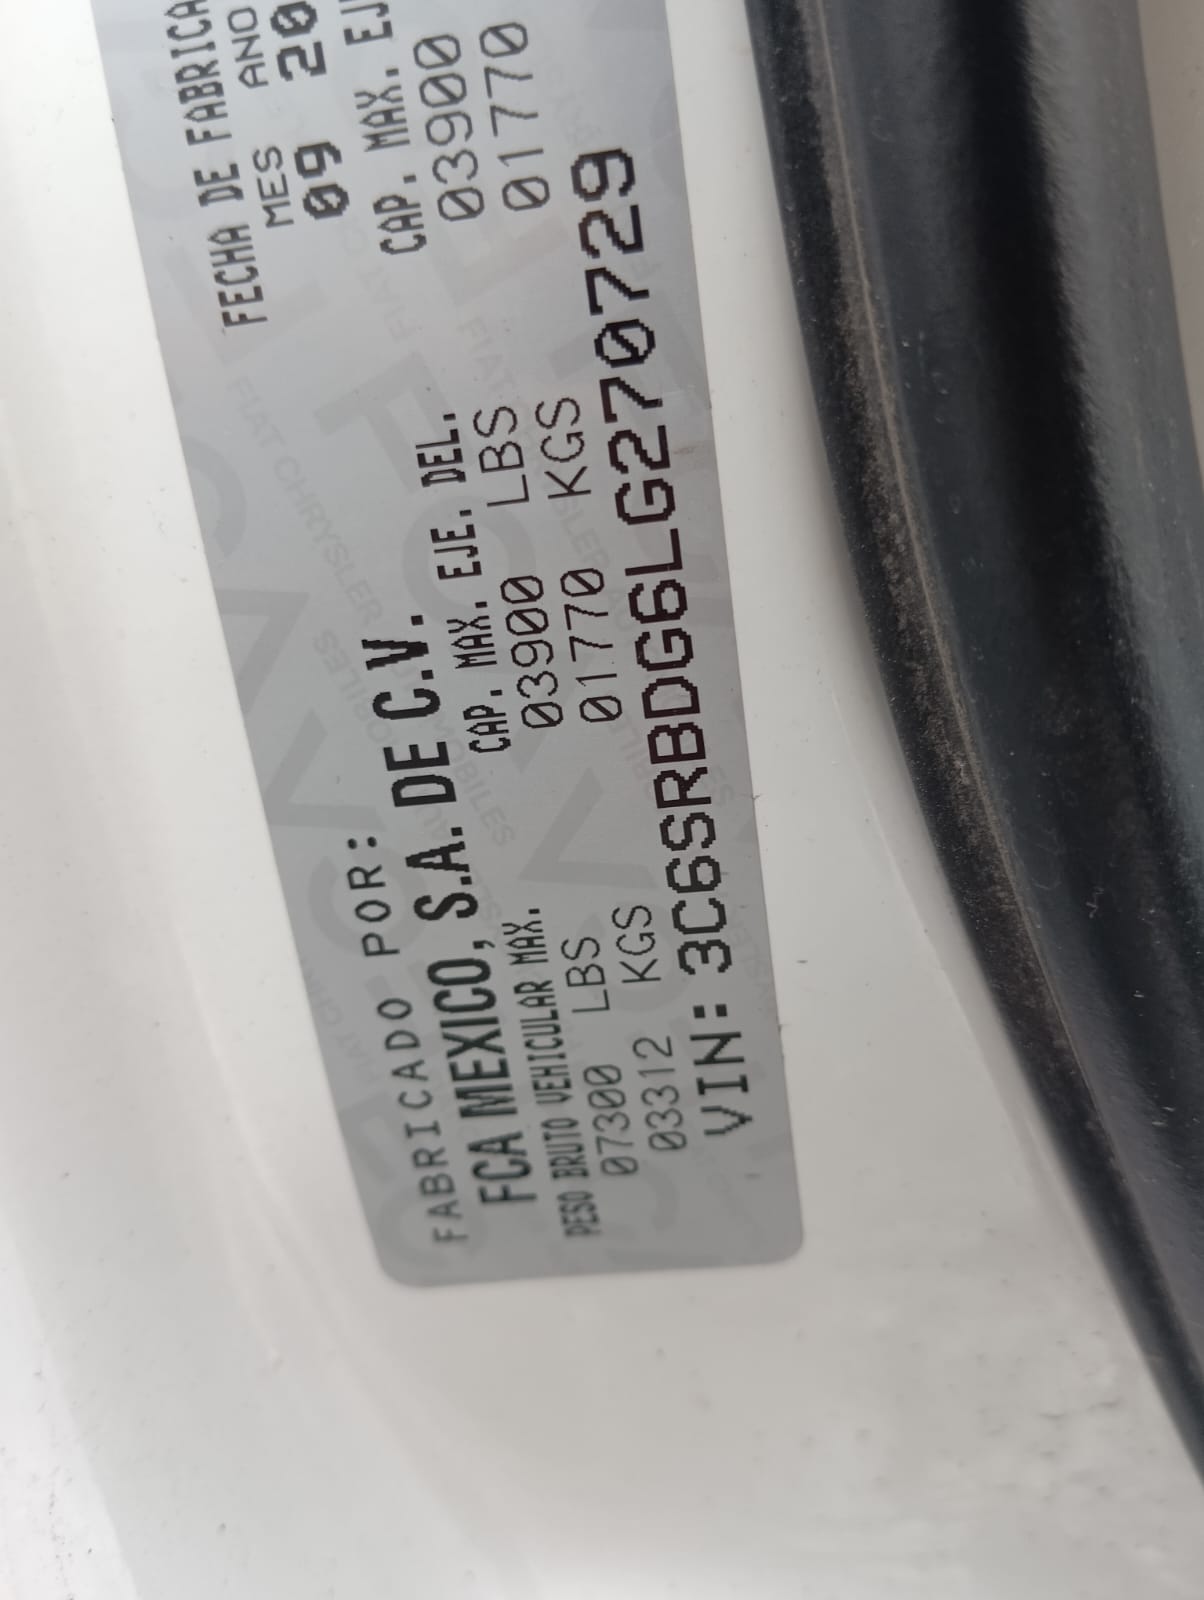 FABRICADO POR:
FECHA DE FABRICA
MES ANO
FCA MEXICO, S.A. DE C.V.
09 20
PESO BRUTO VEHICULAR MAX.
CAP. MAX. EJE. DEL.
CAP. MAX. EJ
07300 LBS
03900 LBS
03900
03312 KGS
01770 KGS
01770
VIN: 3C6SRBDG6LG270729